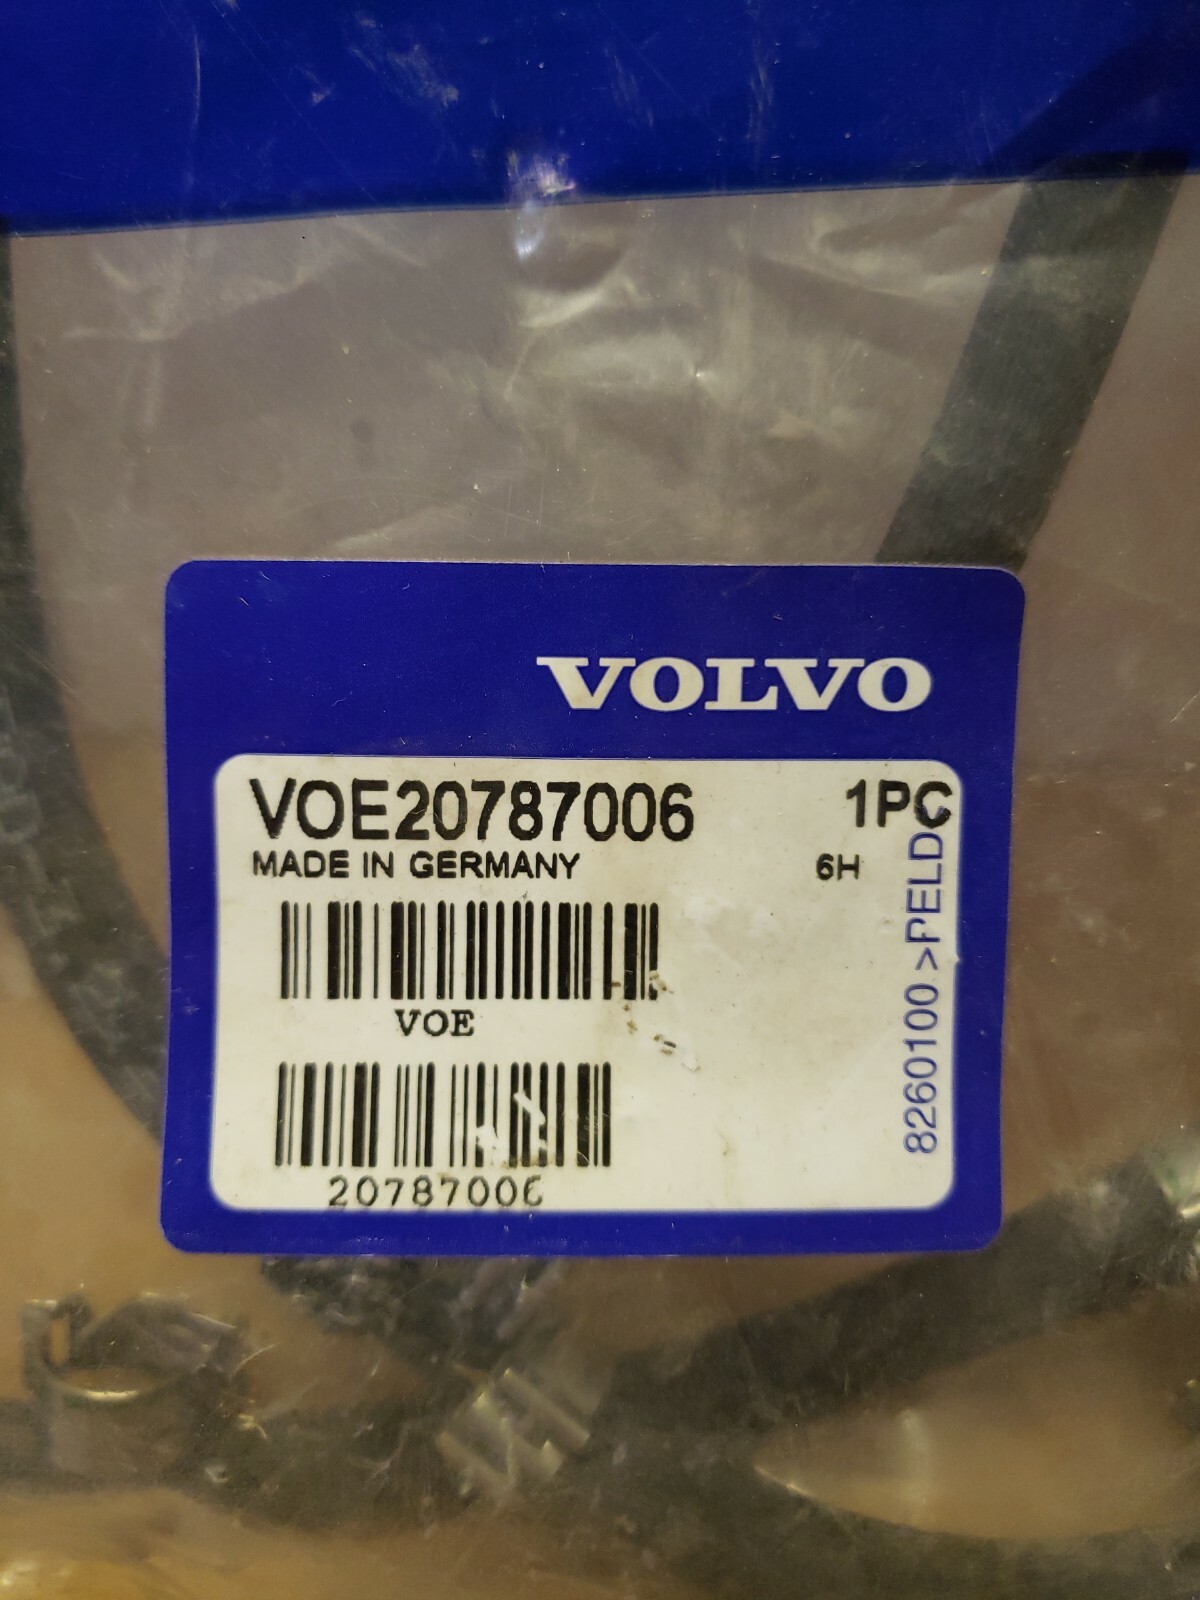 VOLVO
VOE20787006 1PC
MADE IN GERMANY 6H
VOE
20787006
8260100 >PELD<